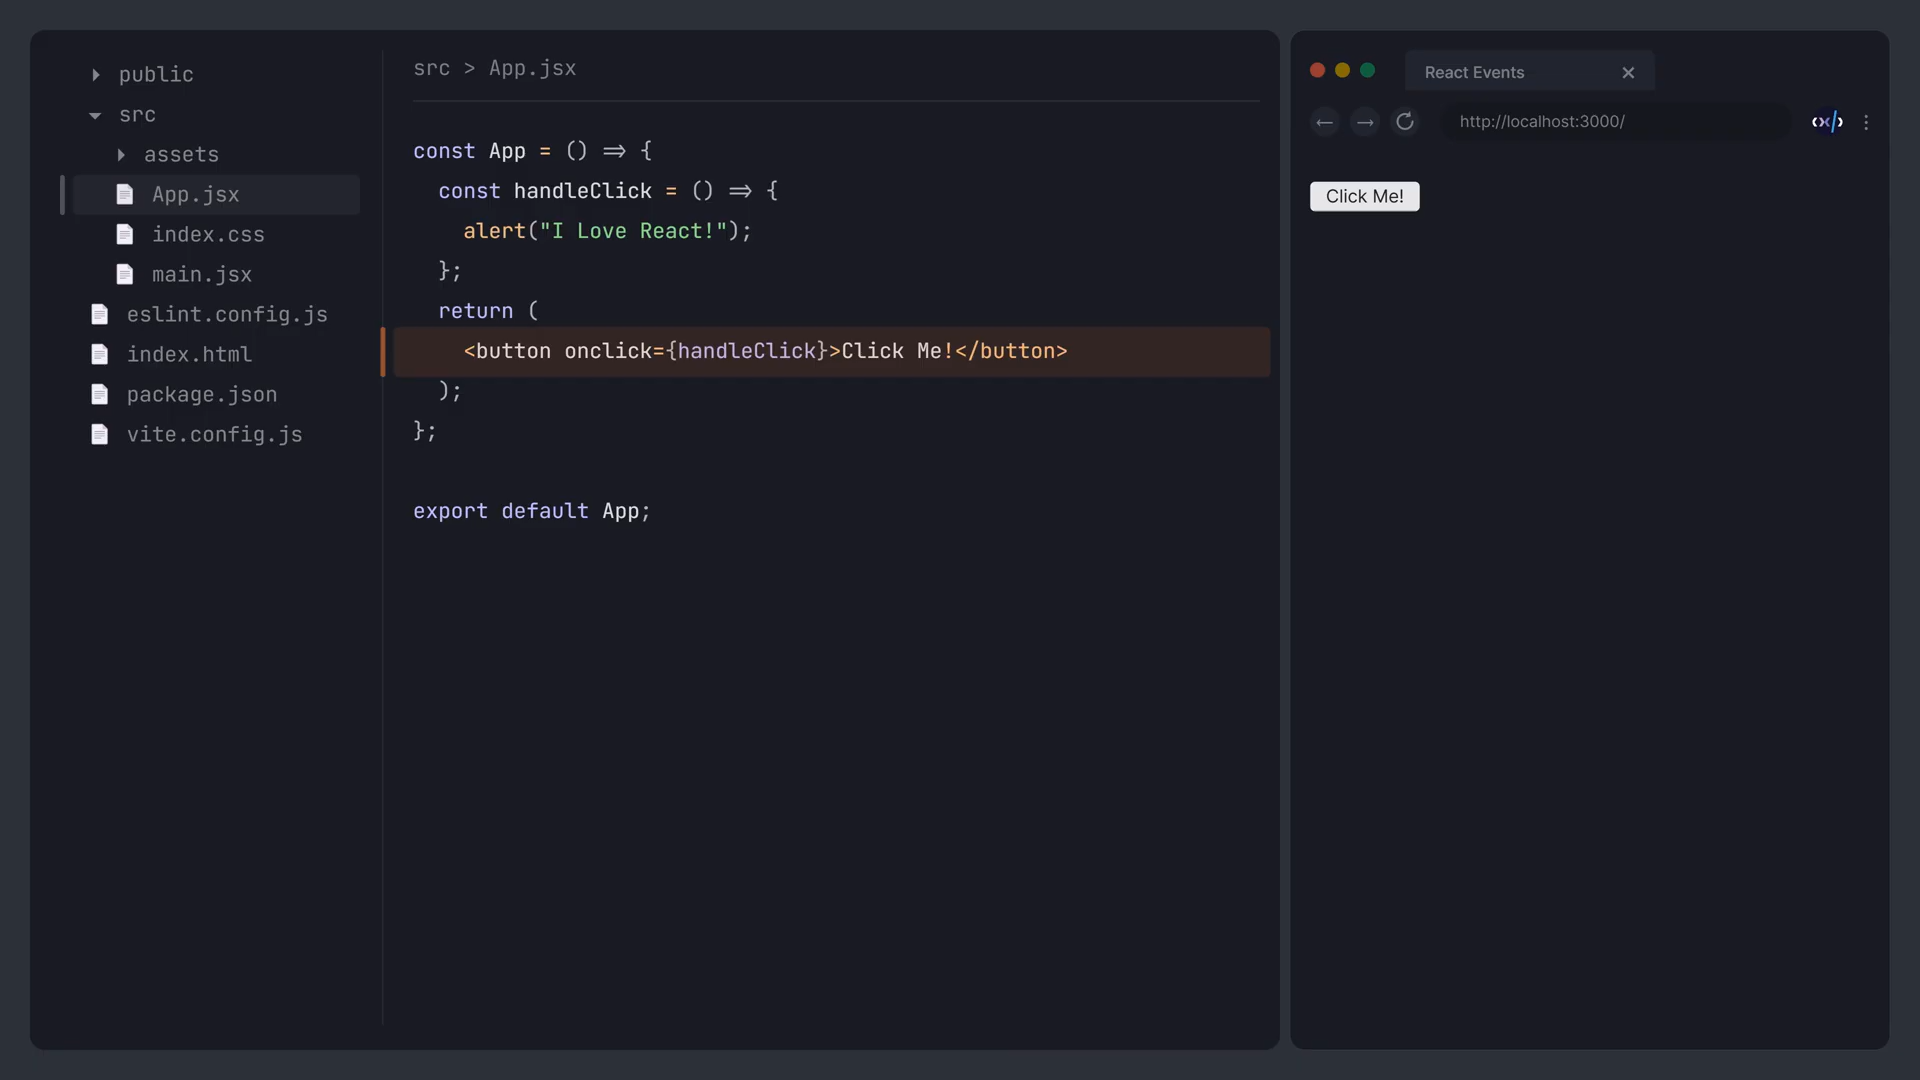 public
src
assets
App.jsx
index.css
main.jsx
eslint.config.js
index.html
package.json
vite.config.js
src > App.jsx
const App = () => {
const handleClick = () => {
alert("I Love React!");
};
return (
<button onclick={handleClick}>Click Me!</button>
);
};
export default App;
React Events
http://localhost:3000/
Click Me!